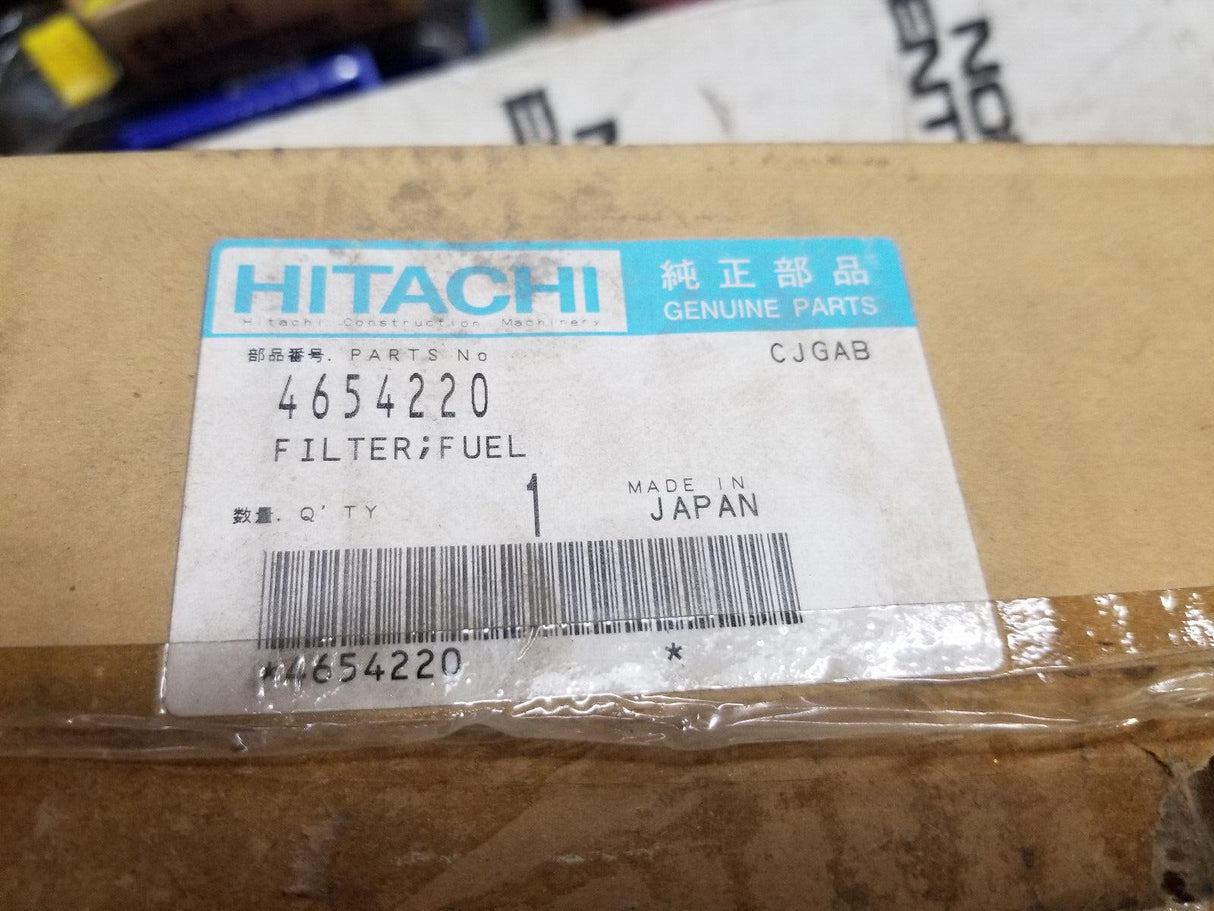 HITACHI
Hitachi Construction Machinery
純正部品
GENUINE PARTS
部品番号. PARTS No
CJGAB
4654220
FILTER;FUEL
数量. Q'TY
1
MADE IN
JAPAN
*4654220 *